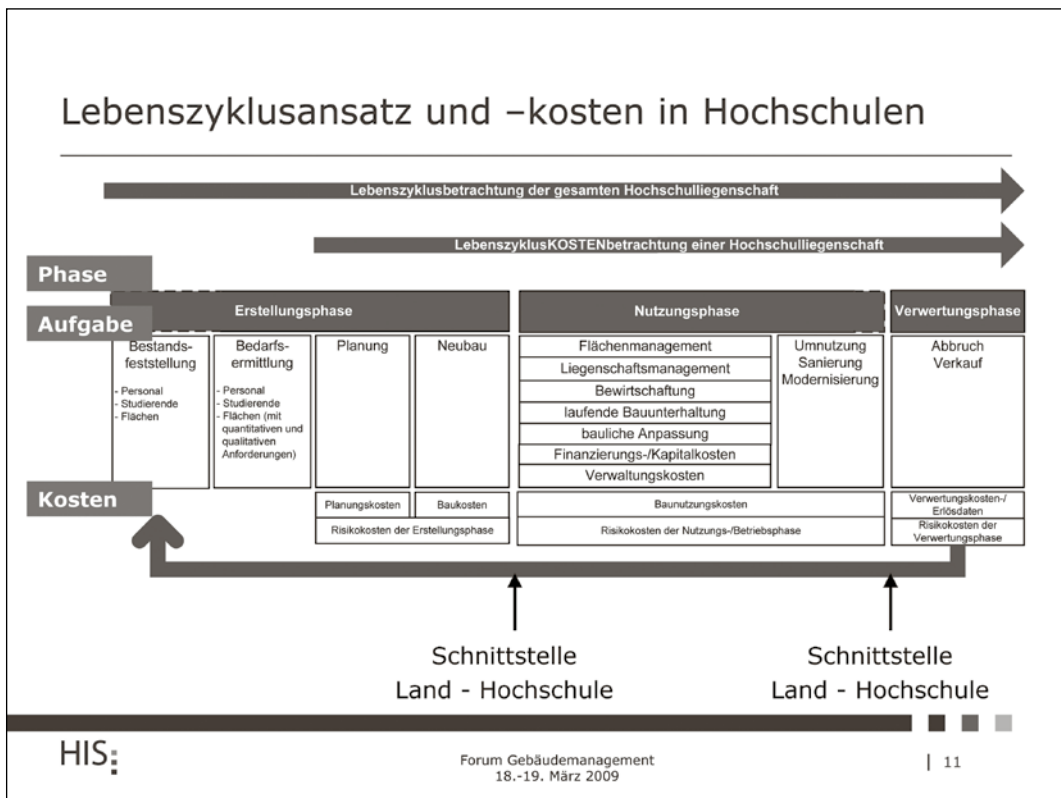 Lebenszyklusansatz und –kosten in Hochschulen
Lebenszyklusbetrachtung der gesamten Hochschulliegenschaft
LebenszyklusKOSTENbetrachtung einer Hochschulliegenschaft
Phase
Erstellungsphase
Nutzungsphase
Verwertungsphase
Aufgabe
Bestands-
feststellung
- Personal
- Studierende
- Flächen
Bedarfs-
ermittlung
- Personal
- Studierende
- Flächen (mit
quantitativen und
qualitativen
Anforderungen)
Planung
Neubau
Flächenmanagement
Liegenschaftsmanagement
Bewirtschaftung
laufende Bauunterhaltung
bauliche Anpassung
Finanzierungs-/Kapitalkosten
Verwaltungskosten
Umnutzung
Sanierung
Modernisierung
Abbruch
Verkauf
Kosten
Planungskosten
Baukosten
Risikokosten der Erstellungsphase
Baunutzungskosten
Risikokosten der Nutzungs-/Betriebsphase
Verwertungskosten-/
Erlösdaten
Risikokosten der
Verwertungsphase
Schnittstelle
Land - Hochschule
Schnittstelle
Land - Hochschule
HIS
Forum Gebäudemanagement
18.-19. März 2009
| 11